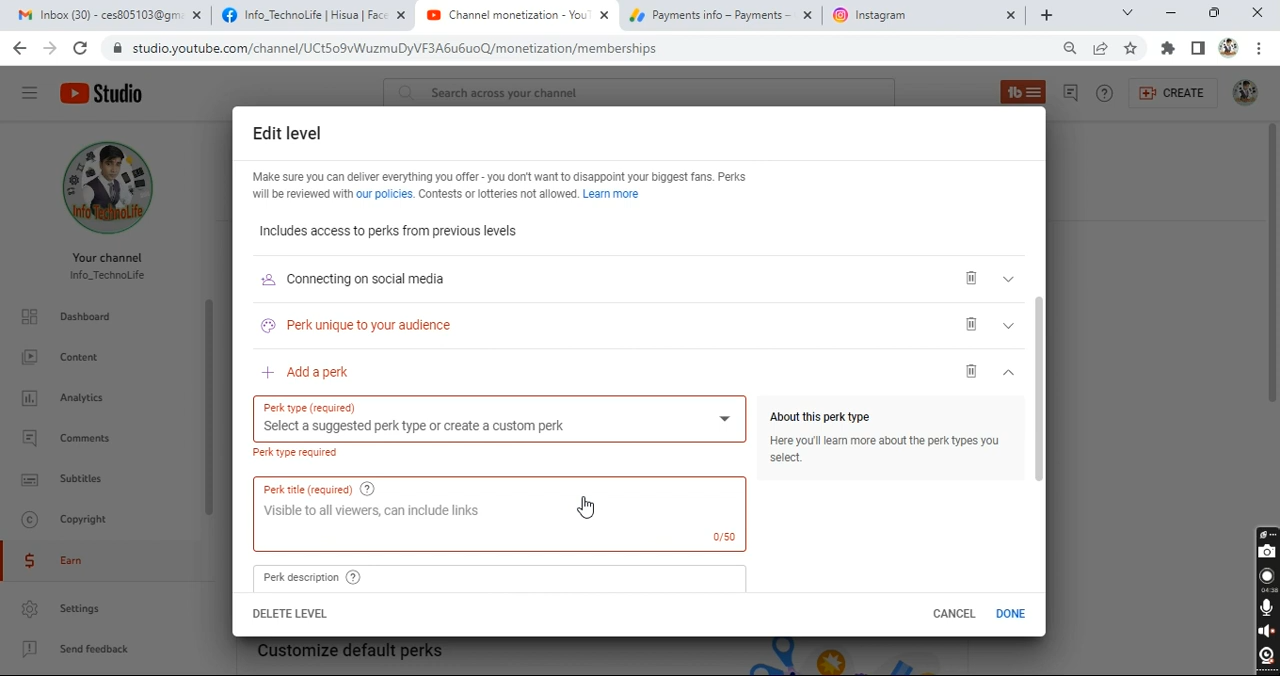 Inbox (30) - ces805103@gm
Info_TechnoLife | Hisua | Face
Channel monetization - YouT
Payments info – Payments –
Instagram
studio.youtube.com/channel/UCt5o9vWuzmuDyVF3A6u6uoQ/monetization/memberships
Studio
Search across your channel
CREATE
Edit level
Make sure you can deliver everything you offer - you don't want to disappoint your biggest fans. Perks
will be reviewed with our policies. Contests or lotteries not allowed. Learn more
Includes access to perks from previous levels
Info TechnoLife
Your channel
Info_TechnoLife
Connecting on social media
Dashboard
Perk unique to your audience
Content
Add a perk
Analytics
Perk type (required)
Select a suggested perk type or create a custom perk
Perk type required
About this perk type
Here you'll learn more about the perk types you
select.
Comments
Subtitles
Perk title (required)
Visible to all viewers, can include links
0/50
Copyright
Earn
Perk description
Settings
DELETE LEVEL
CANCEL
DONE
Send feedback
Customize default perks
04:38